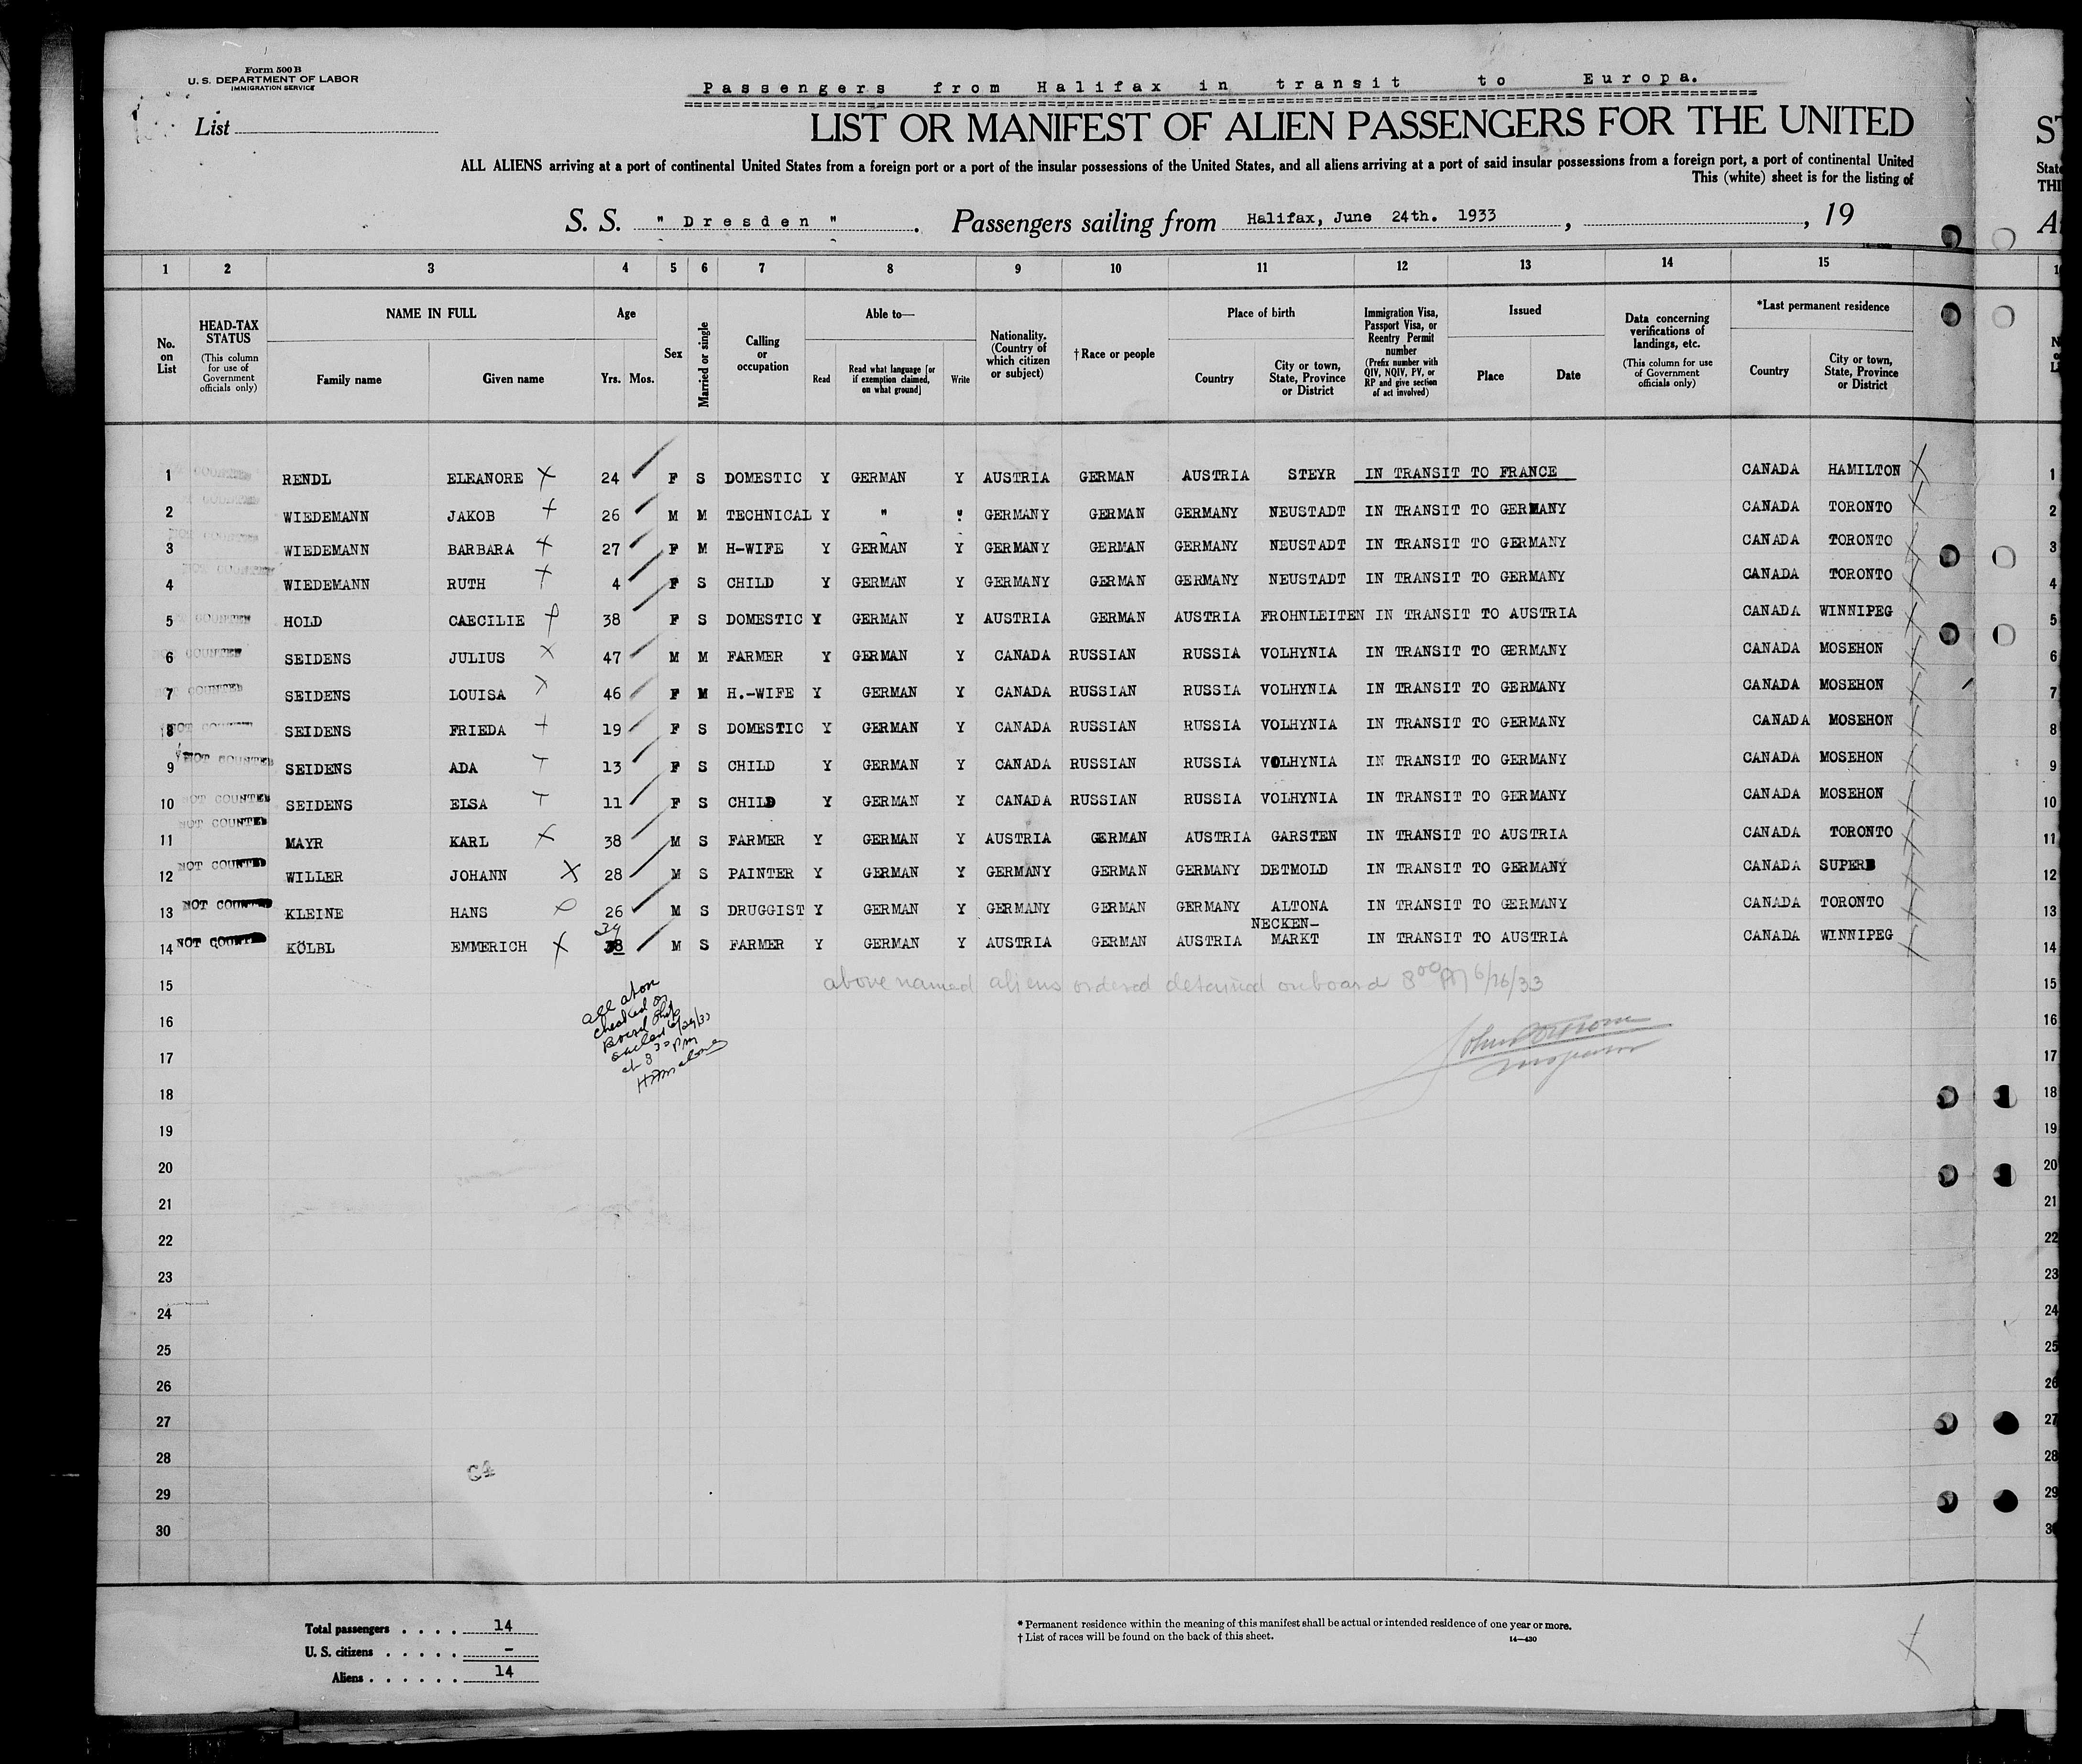 Form 500 B
U. S. DEPARTMENT OF LABOR
IMMIGRATION SERVICE
Passengers from Halifax in transit to Europa.
List
LIST OR MANIFEST OF ALIEN PASSENGERS FOR THE UNITED
ALL ALIENS arriving at a port of continental United States from a foreign port or a port of the insular possessions of the United States, and all aliens arriving at a port of said insular possessions from a foreign port, a port of continental United
This (white) sheet is for the listing of
S. S. " Dresden " . Passengers sailing from Halifax, June 24th. 1933 , , 19
1 2 3 4 5 6 7 8 9 10 11 12 13 14 15
No. on List
HEAD-TAX STATUS
(This column for use of Government officials only)
NAME IN FULL
Family name Given name
Age
Yrs. Mos.
Sex
Married or single
Calling or occupation
Able to—
Read Read what language [or if exemption claimed, on what ground] Write
Nationality. (Country of which citizen or subject)
† Race or people
Place of birth
Country City or town, State, Province or District
Immigration Visa, Passport Visa, or Reentry Permit number
(Prefix number with QIV, NQIV, PV, or RP and give section of act involved)
Issued
Place Date
Data concerning verifications of landings, etc.
(This column for use of Government officials only)
*Last permanent residence
Country City or town, State, Province or District
1 RENDL ELEANORE 24 F S DOMESTIC Y GERMAN Y AUSTRIA GERMAN AUSTRIA STEYR IN TRANSIT TO FRANCE CANADA HAMILTON 1
2 WIEDEMANN JAKOB 26 M M TECHNICAL Y " " GERMANY GERMAN GERMANY NEUSTADT IN TRANSIT TO GERMANY CANADA TORONTO 2
3 WIEDEMANN BARBARA 27 F M H-WIFE Y GERMAN Y GERMANY GERMAN GERMANY NEUSTADT IN TRANSIT TO GERMANY CANADA TORONTO 3
4 WIEDEMANN RUTH 4 F S CHILD Y GERMAN Y GERMANY GERMAN GERMANY NEUSTADT IN TRANSIT TO GERMANY CANADA TORONTO 4
5 HOLD CAECILIE 38 F S DOMESTIC Y GERMAN Y AUSTRIA GERMAN AUSTRIA FROHNLEITEN IN TRANSIT TO AUSTRIA CANADA WINNIPEG 5
6 SEIDENS JULIUS 47 M M FARMER Y GERMAN Y CANADA RUSSIAN RUSSIA VOLHYNIA IN TRANSIT TO GERMANY CANADA MOSEHON 6
7 SEIDENS LOUISA 46 F M H.-WIFE Y GERMAN Y CANADA RUSSIAN RUSSIA VOLHYNIA IN TRANSIT TO GERMANY CANADA MOSEHON 7
8 SEIDENS FRIEDA 19 F S DOMESTIC Y GERMAN Y CANADA RUSSIAN RUSSIA VOLHYNIA IN TRANSIT TO GERMANY CANADA MOSEHON 8
9 NOT COUNTED SEIDENS ADA 13 F S CHILD Y GERMAN Y CANADA RUSSIAN RUSSIA VOLHYNIA IN TRANSIT TO GERMANY CANADA MOSEHON 9
10 NOT COUNTED SEIDENS ELSA 11 F S CHILD Y GERMAN Y CANADA RUSSIAN RUSSIA VOLHYNIA IN TRANSIT TO GERMANY CANADA MOSEHON 10
11 NOT COUNTED MAYR KARL 38 M S FARMER Y GERMAN Y AUSTRIA GERMAN AUSTRIA GARSTEN IN TRANSIT TO AUSTRIA CANADA TORONTO 11
12 NOT COUNTED WILLER JOHANN 28 M S PAINTER Y GERMAN Y GERMANY GERMAN GERMANY DETMOLD IN TRANSIT TO GERMANY CANADA SUPERB 12
13 NOT COUNTED KLEINE HANS 26 M S DRUGGIST Y GERMAN Y GERMANY GERMAN GERMANY ALTONA IN TRANSIT TO GERMANY CANADA TORONTO 13
14 NOT COUNTED KÖLBL EMMERICH 34 38 M S FARMER Y GERMAN Y AUSTRIA GERMAN AUSTRIA NECKEN-MARKT IN TRANSIT TO AUSTRIA CANADA WINNIPEG 14
15 above named aliens ordered detained on board 8 00 PM 6/26/33
all
checked
Board Ship
sailed
at 8 30 PM
16 16
17 17
18 18
19 19
20 20
21 21
22 22
23 23
24 24
25 25
26 26
27 27
28 28
29 29
30
Total passengers . . . . 14
U. S. citizens . . . . . -
Aliens . . . . . . 14
* Permanent residence within the meaning of this manifest shall be actual or intended residence of one year or more.
† List of races will be found on the back of this sheet. 14—430